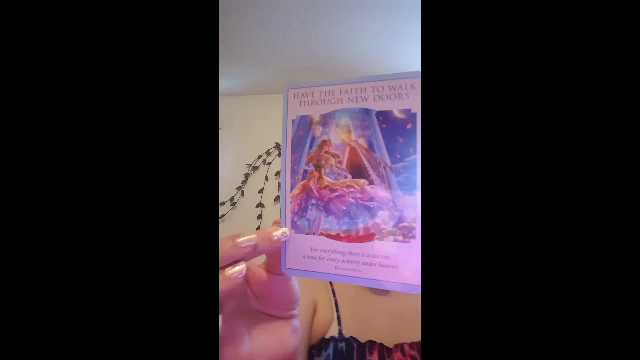 HAVE THE FAITH TO WALK
THROUGH NEW DOORS
For everything there is a season,
a time for every activity under heaven.